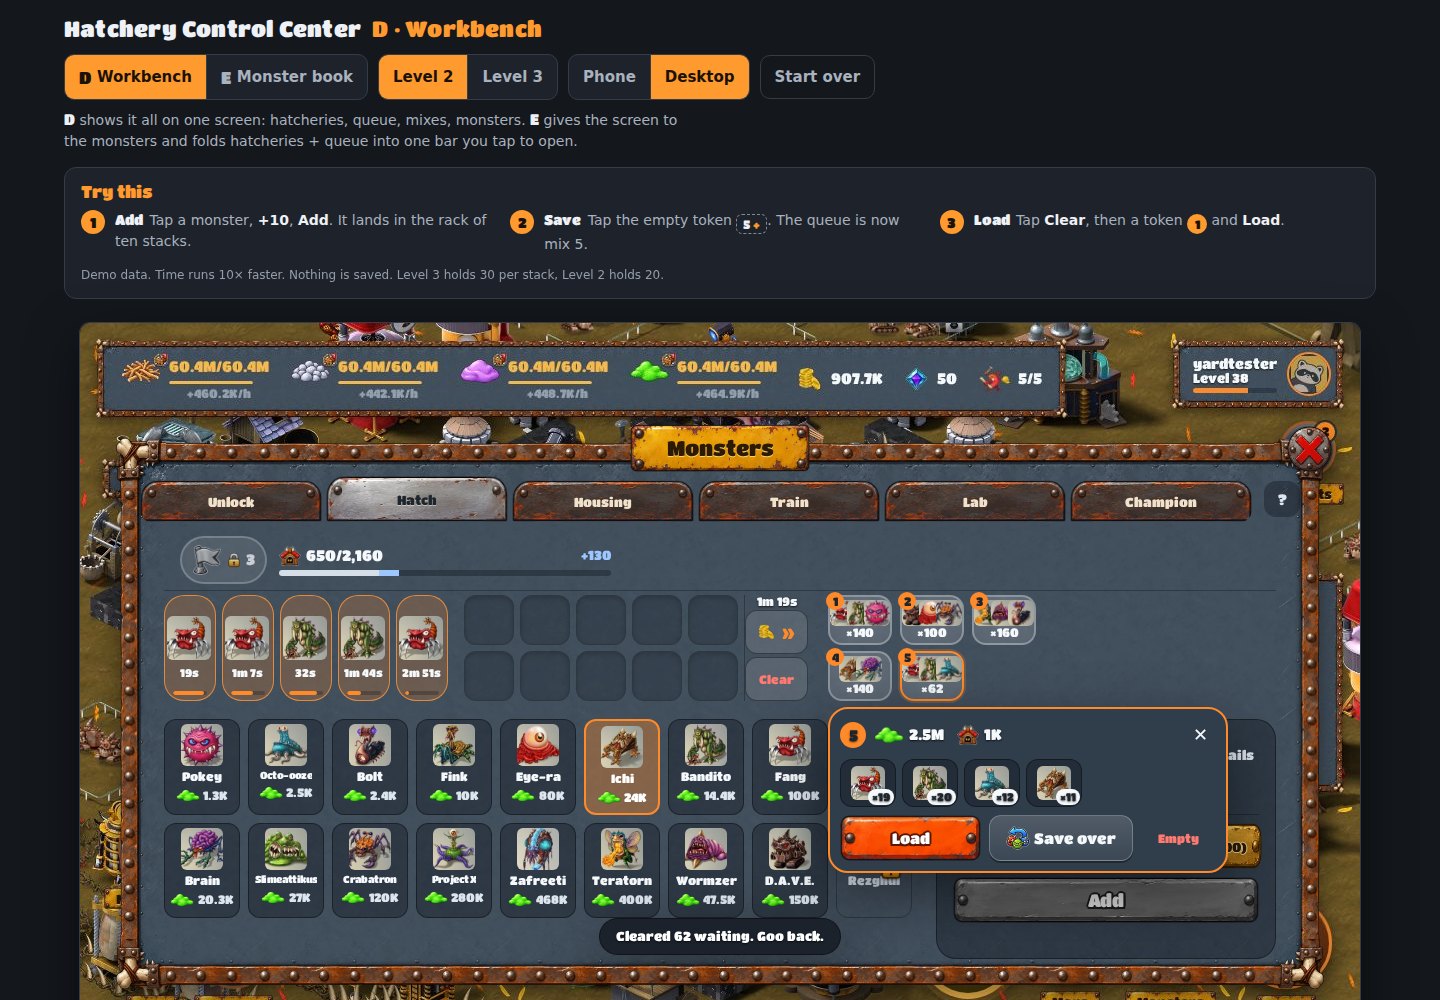 Hatchery Control Center D · Workbench
D Workbench E Monster book Level 2 Level 3 Phone Desktop Start over
D shows it all on one screen: hatcheries, queue, mixes, monsters. E gives the screen to
the monsters and folds hatcheries + queue into one bar you tap to open.
Try this
1 Add Tap a monster, +10, Add. It lands in the rack of
ten stacks.
2 Save Tap the empty token 5 +. The queue is now
mix 5.
3 Load Tap Clear, then a token 1 and Load.
Demo data. Time runs 10× faster. Nothing is saved. Level 3 holds 30 per stack, Level 2 holds 20.
60.4M/60.4M 60.4M/60.4M 60.4M/60.4M 60.4M/60.4M 907.7K 50 5/5
+460.2K/h +442.1K/h +448.7K/h +464.9K/h
yardtester
Level 38
Monsters
Unlock Hatch Housing Train Lab Champion ?
3 650/2,160 +130
19s 1m 7s 32s 1m 44s 2m 51s
1m 19s
Clear
1 ×140 2 ×100 3 ×160
4 ×140 5 ×62
Pokey Octo-ooze Bolt Fink Eye-ra Ichi Bandito Fang
1.3K 2.5K 2.4K 10K 80K 24K 14.4K 100K
5 2.5M 1K ✕
ails
×19 ×20 ×12 ×11
Load Save over Empty
Brain Slimeattikus Crabatron Project X Zafreeti Teratorn Wormzer D.A.V.E. Rezghul
20.3K 27K 120K 280K 468K 400K 47.5K 150K
Add
Cleared 62 waiting. Goo back.